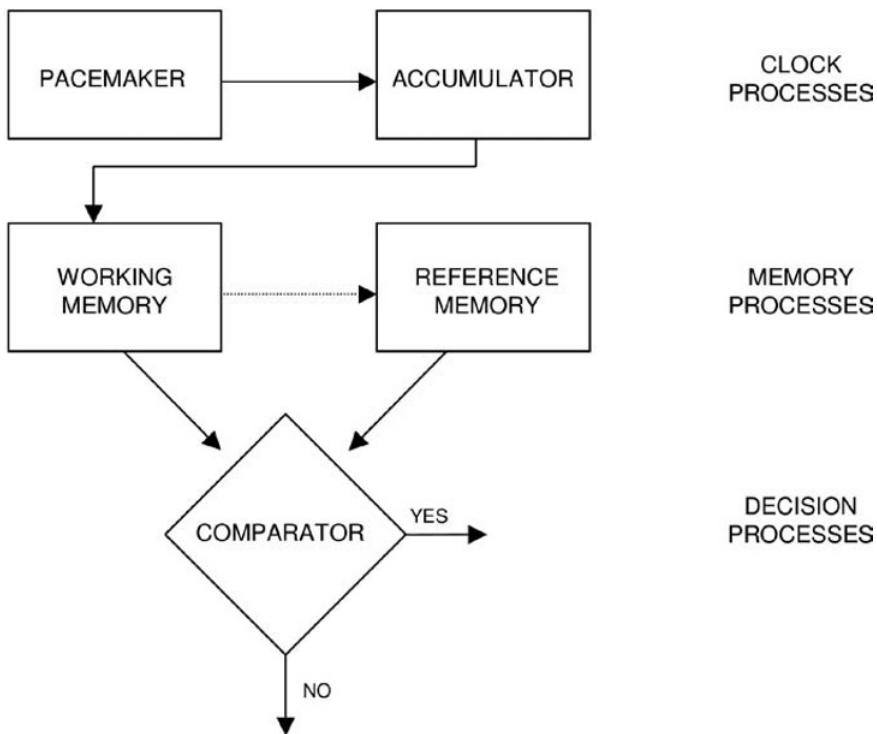 PACEMAKER
ACCUMULATOR
CLOCK
PROCESSES
WORKING
MEMORY
REFERENCE
MEMORY
MEMORY
PROCESSES
COMPARATOR
YES
DECISION
PROCESSES
NO